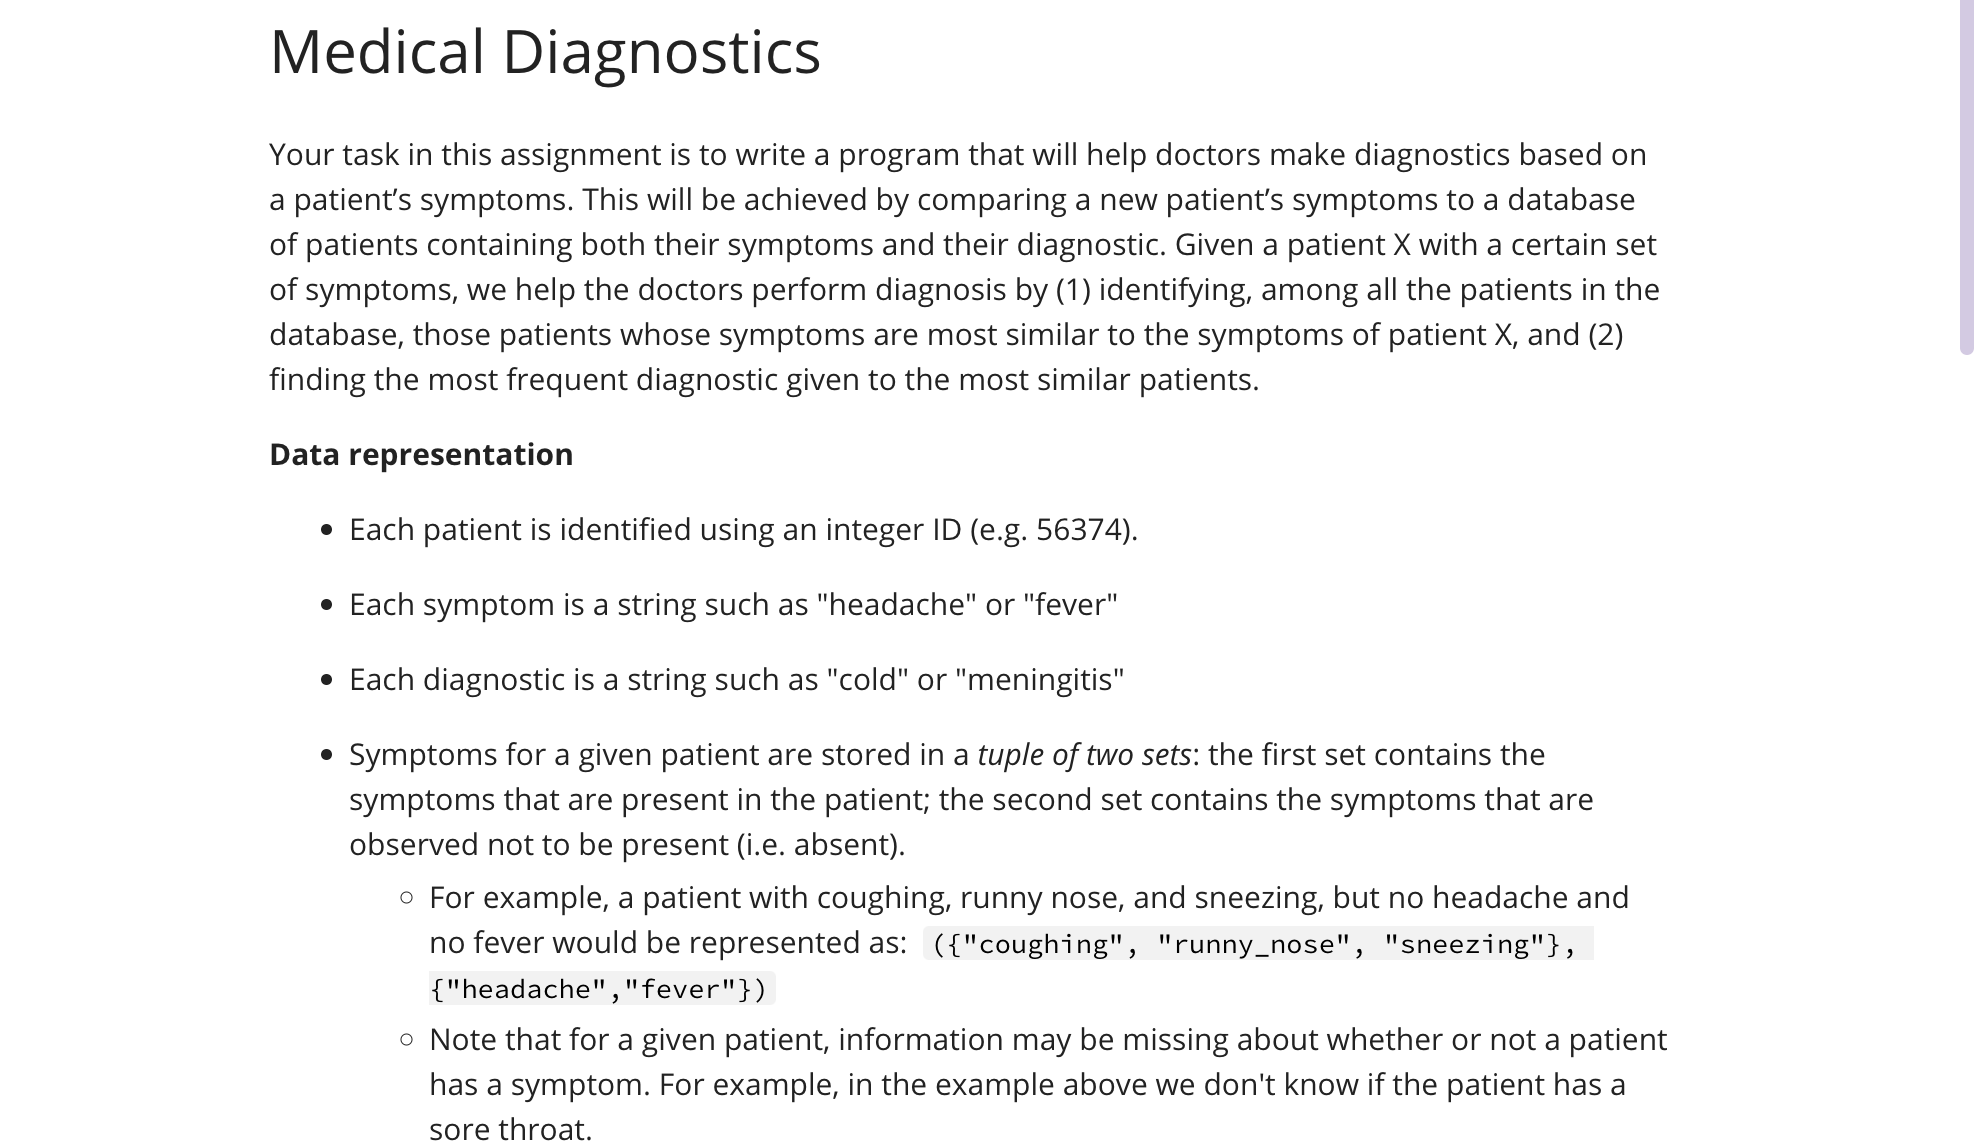 Medical Diagnostics
Your task in this assignment is to write a program that will help doctors make diagnostics based on
a patient’s symptoms. This will be achieved by comparing a new patient’s symptoms to a database
of patients containing both their symptoms and their diagnostic. Given a patient X with a certain set
of symptoms, we help the doctors perform diagnosis by (1) identifying, among all the patients in the
database, those patients whose symptoms are most similar to the symptoms of patient X, and (2)
finding the most frequent diagnostic given to the most similar patients.
Data representation
• Each patient is identified using an integer ID (e.g. 56374).
• Each symptom is a string such as "headache" or "fever"
• Each diagnostic is a string such as "cold" or "meningitis"
• Symptoms for a given patient are stored in a tuple of two sets: the first set contains the
symptoms that are present in the patient; the second set contains the symptoms that are
observed not to be present (i.e. absent).
◦ For example, a patient with coughing, runny nose, and sneezing, but no headache and
no fever would be represented as: ({"coughing", "runny_nose", "sneezing"},
{"headache","fever"})
◦ Note that for a given patient, information may be missing about whether or not a patient
has a symptom. For example, in the example above we don't know if the patient has a
sore throat.